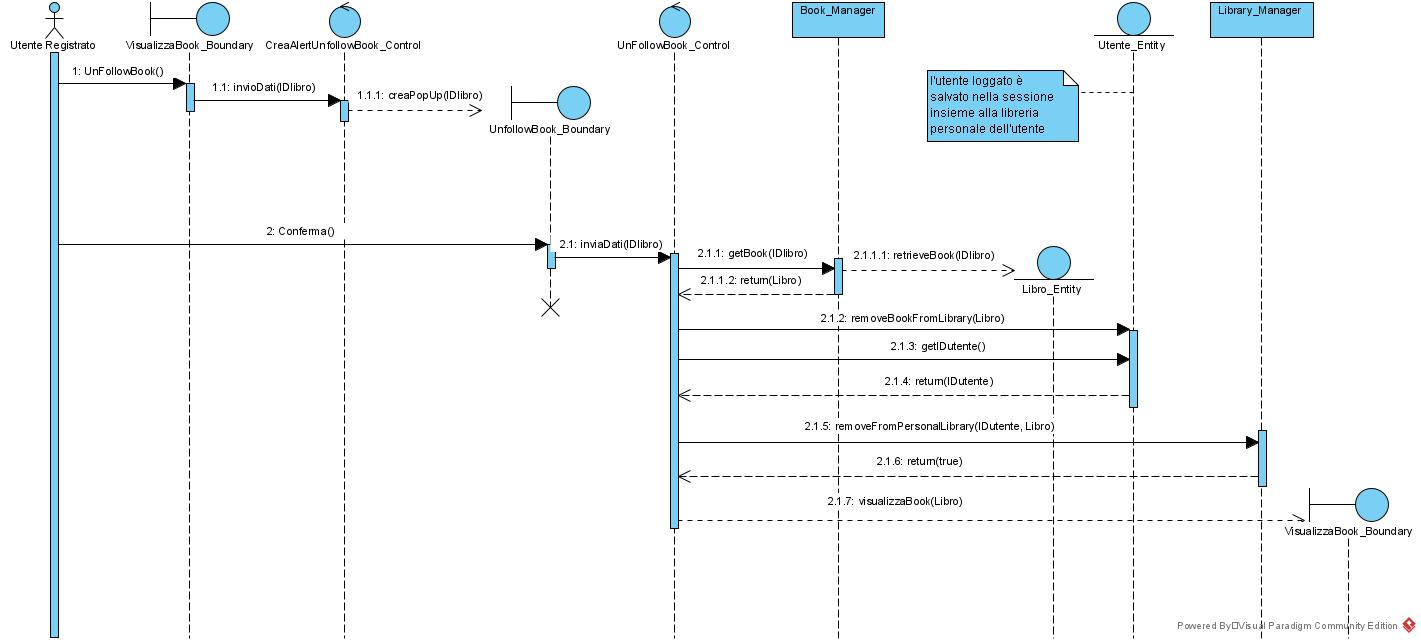 Utente Registrato
VisualizzaBook_Boundary
CreaAlertUnfollowBook_Control
UnFollowBook_Control
Book_Manager
Utente_Entity
Library_Manager
1: UnFollowBook()
1.1: invioDati(IDlibro)
1.1.1: creaPopUp(IDlibro)
UnfollowBook_Boundary
l'utente loggato è
salvato nella sessione
insieme alla libreria
personale dell'utente
2: Conferma()
2.1: inviaDati(IDlibro)
2.1.1: getBook(IDlibro)
2.1.1.1: retrieveBook(IDlibro)
2.1.1.2: return(Libro)
Libro_Entity
2.1.2: removeBookFromLibrary(Libro)
2.1.3: getIDutente()
2.1.4: return(IDutente)
2.1.5: removeFromPersonalLibrary(IDutente, Libro)
2.1.6: return(true)
2.1.7: visualizzaBook(Libro)
VisualizzaBook_Boundary
Powered By Visual Paradigm Community Edition